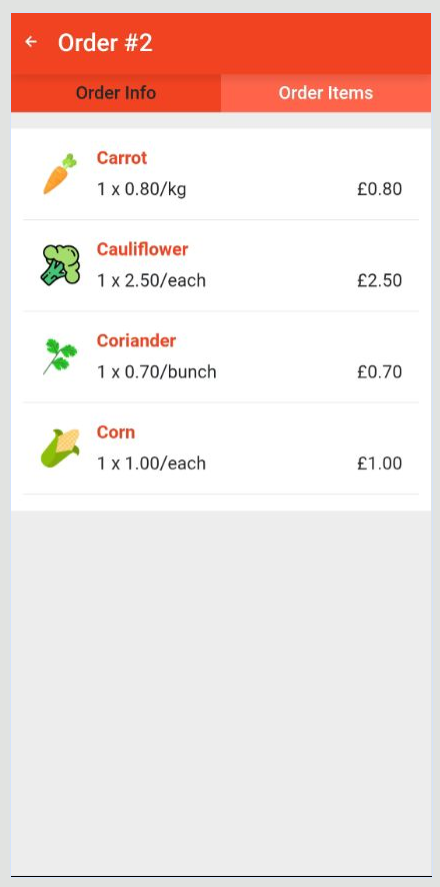 Order #2
Order Info
Order Items
Carrot
1 x 0.80/kg £0.80
Cauliflower
1 x 2.50/each £2.50
Coriander
1 x 0.70/bunch £0.70
Corn
1 x 1.00/each £1.00